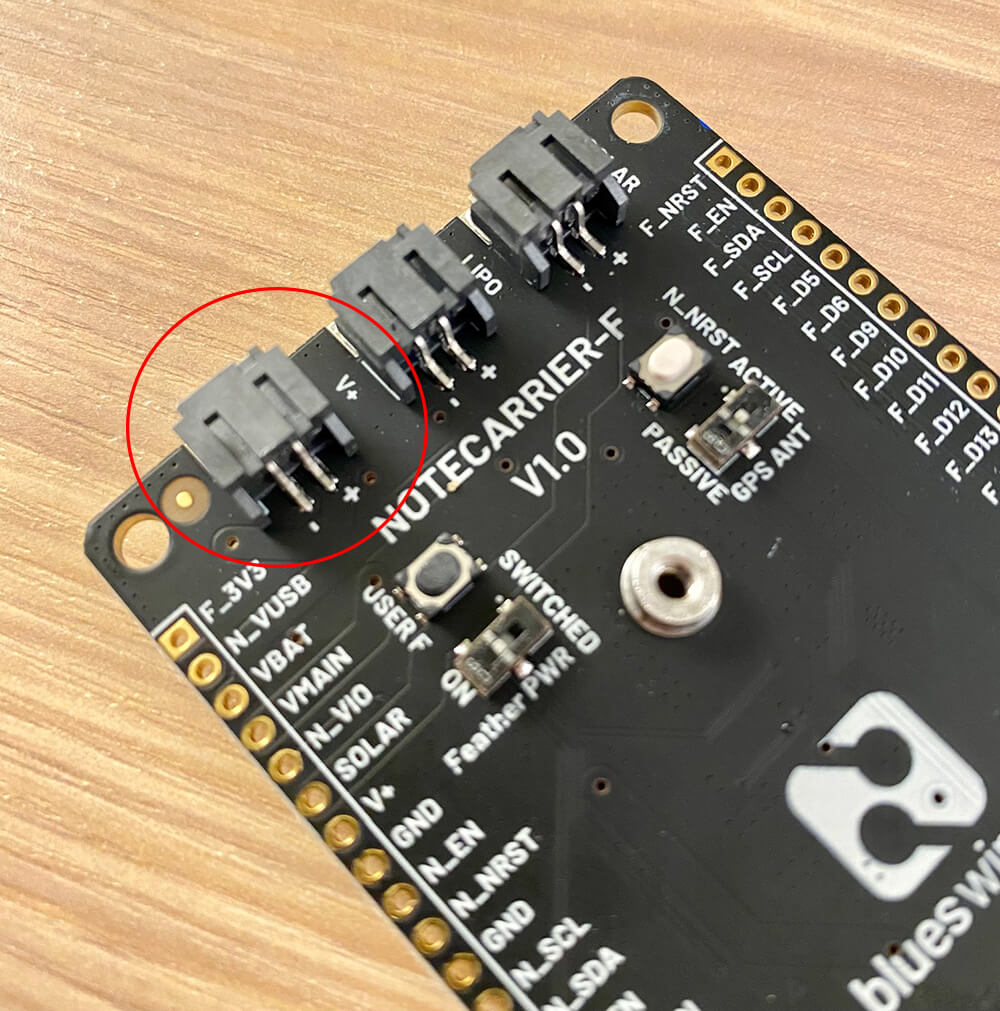 AR
- +
LIPO
- +
V+
- +
NOTECARRIER-F
V1.0
N_NRST
ACTIVE
PASSIVE
GPS ANT
USER F
SWITCHED
ON
Feather PWR
F_NRST
F_EN
F_SDA
F_SCL
F_D5
F_D6
F_D9
F_D10
F_D11
F_D12
F_D13
F_3V3
N_VUSB
VBAT
VMAIN
N_VIO
SOLAR
V+
GND
N_EN
N_NRST
GND
N_SCL
N_SDA
blues wir